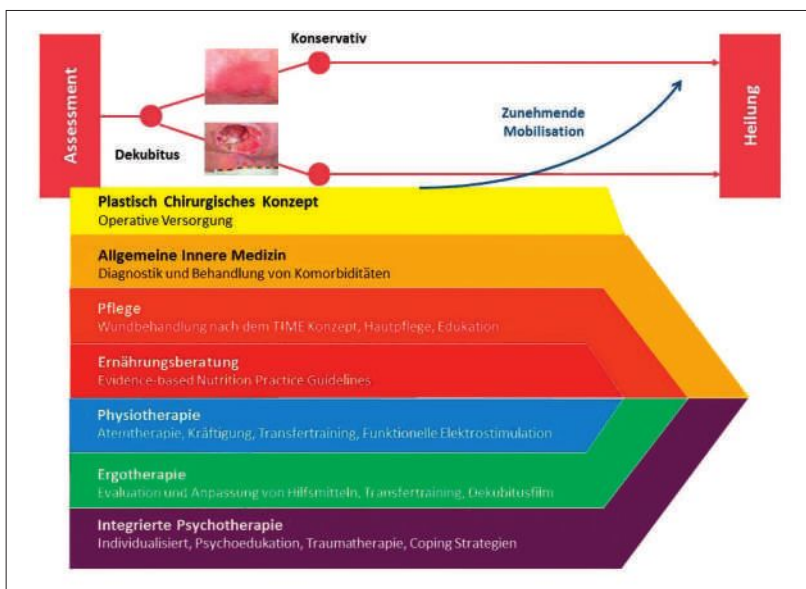 Assessment
Dekubitus
Konservativ
Zunehmende
Mobilisation
Heilung
Plastisch Chirurgisches Konzept
Operative Versorgung
Allgemeine Innere Medizin
Diagnostik und Behandlung von Komorbiditäten
Pflege
Wundbehandlung nach dem TIME Konzept, Hautpflege, Edukation
Ernährungsberatung
Evidence-based Nutrition Practice Guidelines
Physiotherapie
Atemtherapie, Kräftigung, Transfertraining, Funktionelle Elektrostimulation
Ergotherapie
Evaluation und Anpassung von Hilfsmitteln, Transfertraining, Dekubitusfilm
Integrierte Psychotherapie
Individualisiert, Psychoedukation, Traumatherapie, Coping Strategien